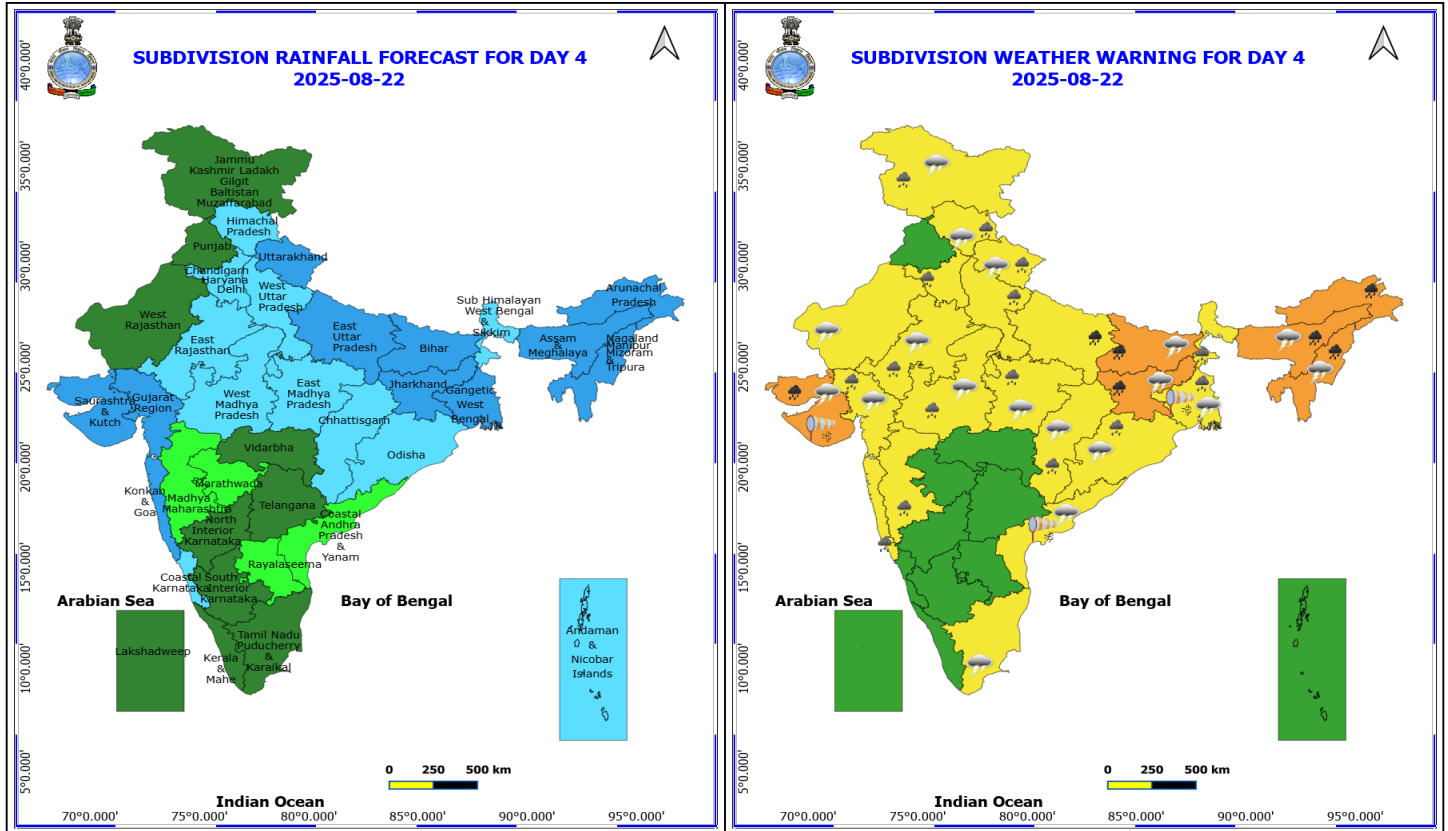 SUBDIVISION RAINFALL FORECAST FOR DAY 4
2025-08-22
40°0.000'
35°0.000'
30°0.000'
25°0.000'
20°0.000'
15°0.000'
10°0.000'
5°0.000'
Jammu
Kashmir Ladakh
Gilgit
Baltistan
Muzaffarabad
Himachal
Pradesh
Punjab
Uttarakhand
Chandigarh
Haryana
Delhi
West
Uttar
Pradesh
West
Rajasthan
East
Rajasthan
East
Uttar
Pradesh
Bihar
Sub Himalayan
West Bengal
&
Sikkim
Arunachal
Pradesh
Assam
&
Meghalaya
Nagaland
Manipur
Mizoram
&
Tripura
Saurashtra
&
Kutch
Gujarat
Region
West
Madhya
Pradesh
East
Madhya
Pradesh
Jharkhand
Gangetic
West
Bengal
Chhattisgarh
Odisha
Vidarbha
Konkan
&
Goa
Madhya
Maharashtra
Marathwada
Telangana
North
Interior
Karnataka
Coastal
Andhra
Pradesh
&
Yanam
Rayalaseema
Coastal
Karnataka
South
Interior
Karnataka
Arabian Sea
Bay of Bengal
Lakshadweep
Kerala
&
Mahe
Tamil Nadu
Puducherry
&
Karaikal
Andaman
&
Nicobar
Islands
0 250 500 km
Indian Ocean
70°0.000' 75°0.000' 80°0.000' 85°0.000' 90°0.000' 95°0.000'
SUBDIVISION WEATHER WARNING FOR DAY 4
2025-08-22
40°0.000'
35°0.000'
30°0.000'
25°0.000'
20°0.000'
15°0.000'
10°0.000'
5°0.000'
Arabian Sea
Bay of Bengal
0 250 500 km
Indian Ocean
70°0.000' 75°0.000' 80°0.000' 85°0.000' 90°0.000' 95°0.000'